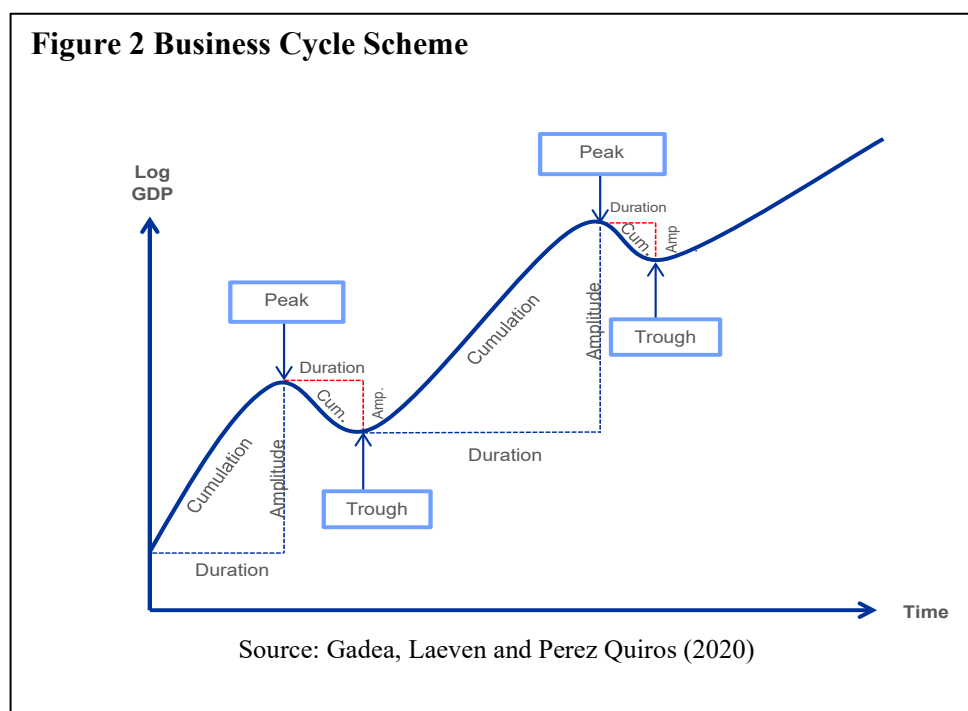 Figure 2 Business Cycle Scheme
Peak
Log
GDP
Duration
Cum.
Amp
Peak
Cumulation
Amplitude
Trough
Duration
Cum.
Amp.
Cumulation
Amplitude
Duration
Trough
Duration
Time
Source: Gadea, Laeven and Perez Quiros (2020)